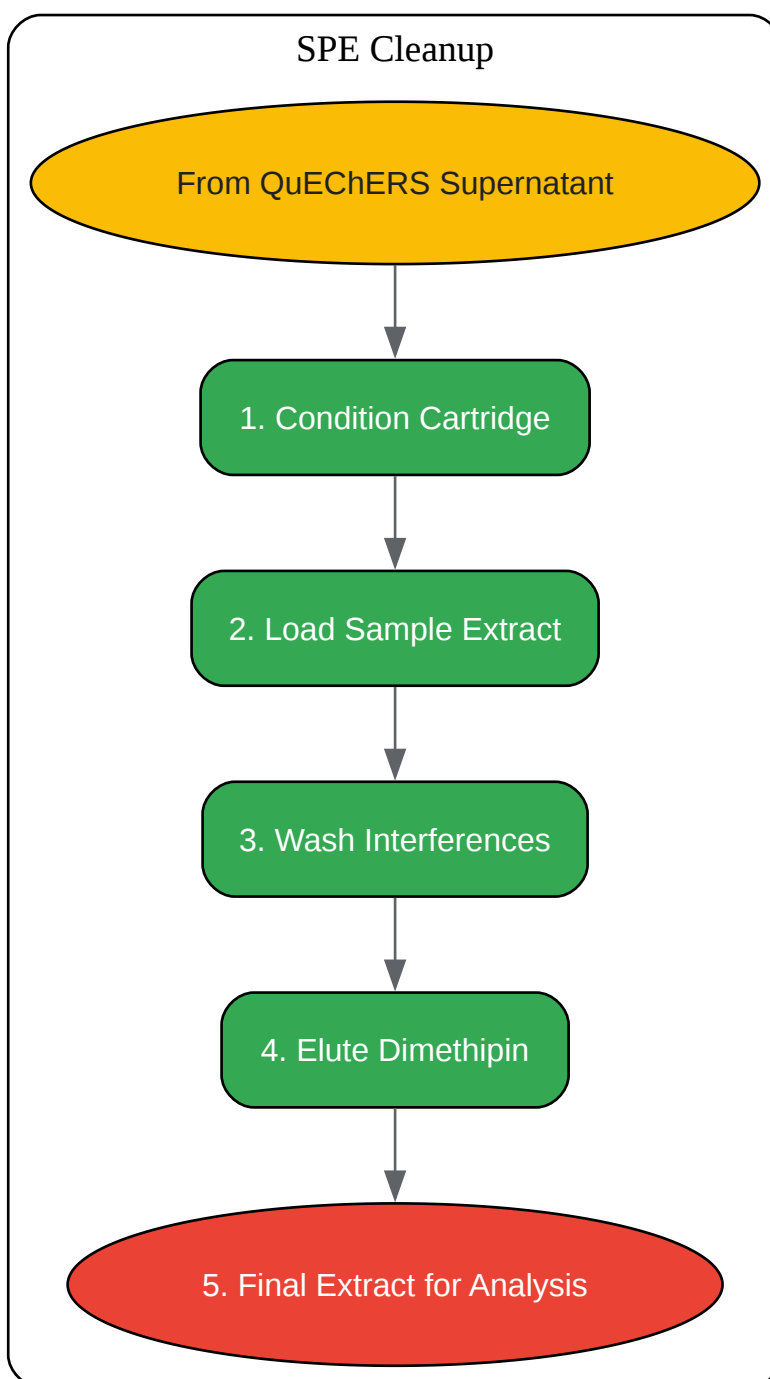 SPE Cleanup
From QuEChERS Supernatant
1. Condition Cartridge
2. Load Sample Extract
3. Wash Interferences
4. Elute Dimethipin
5. Final Extract for Analysis